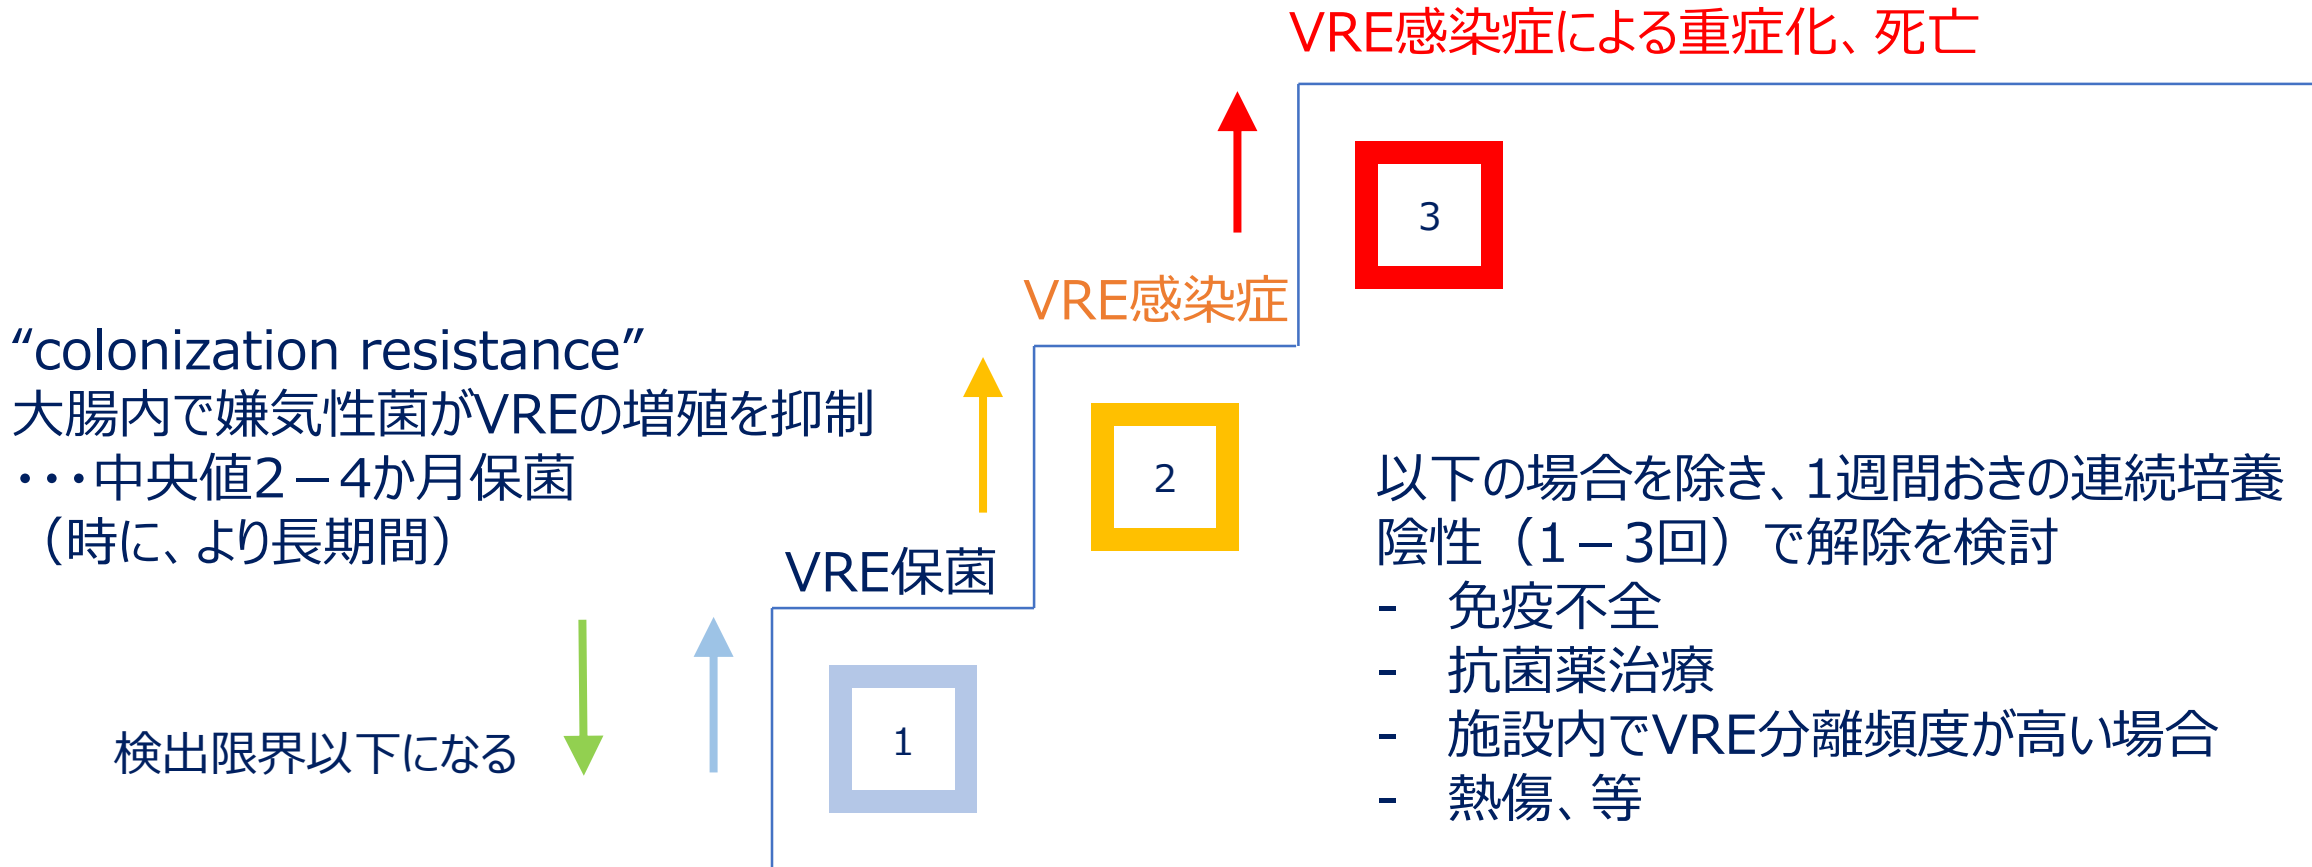 VRE感染症による重症化、死亡
3
VRE感染症
“colonization resistance”
大腸内で嫌気性菌がVREの増殖を抑制
・・・中央値2－4か月保菌
（時に、より長期間）
2
VRE保菌
検出限界以下になる
1
以下の場合を除き、1週間おきの連続培養
陰性（1－3回）で解除を検討
- 免疫不全
- 抗菌薬治療
- 施設内でVRE分離頻度が高い場合
- 熱傷、等